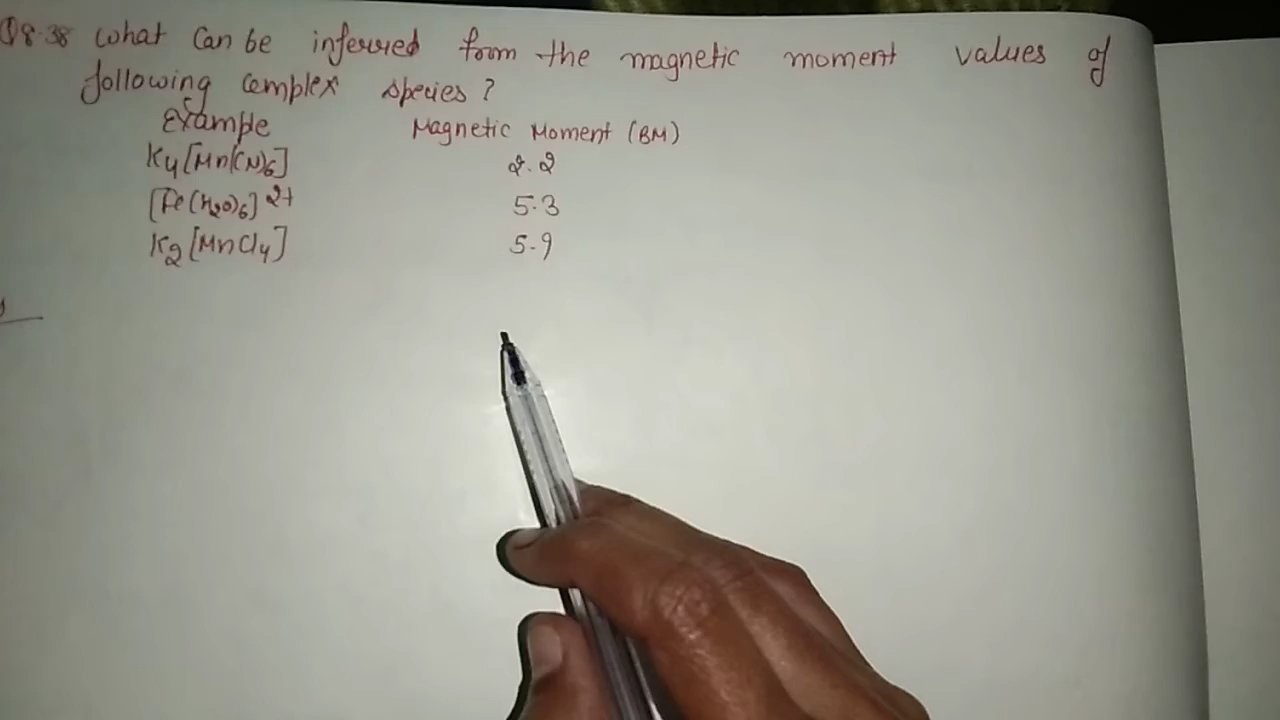 Q8.38 What Can be inferred from the magnetic moment values of
following complex species ?
Example Magnetic Moment (BM)
K4[Mn(CN)6] 2.2
[Fe(H2O)6]2+ 5.3
K2[MnCl4] 5.9